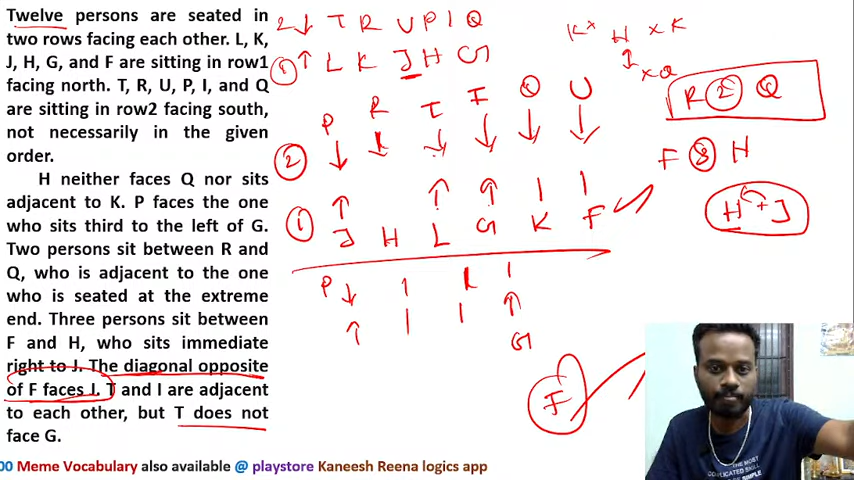 Twelve persons are seated in
two rows facing each other. L, K,
J, H, G, and F are sitting in row1
facing north. T, R, U, P, I, and Q
are sitting in row2 facing south,
not necessarily in the given
order.
H neither faces Q nor sits
adjacent to K. P faces the one
who sits third to the left of G.
Two persons sit between R and
Q, who is adjacent to the one
who is seated at the extreme
end. Three persons sit between
F and H, who sits immediate
right to J. The diagonal opposite
of F faces J. T and I are adjacent
to each other, but T does not
face G.
00 Meme Vocabulary also available @ playstore Kaneesh Reena logics app
2 ↓ T R U P I Q
1 ↑ L K J H G
K× H ×K
↕ ×Q
R 2 Q
F 3 H
H + J
P R T I Q U
2 ↓ ↓ ↓ ↓ ↓ ↓
1 J H L G K F
P
G
F